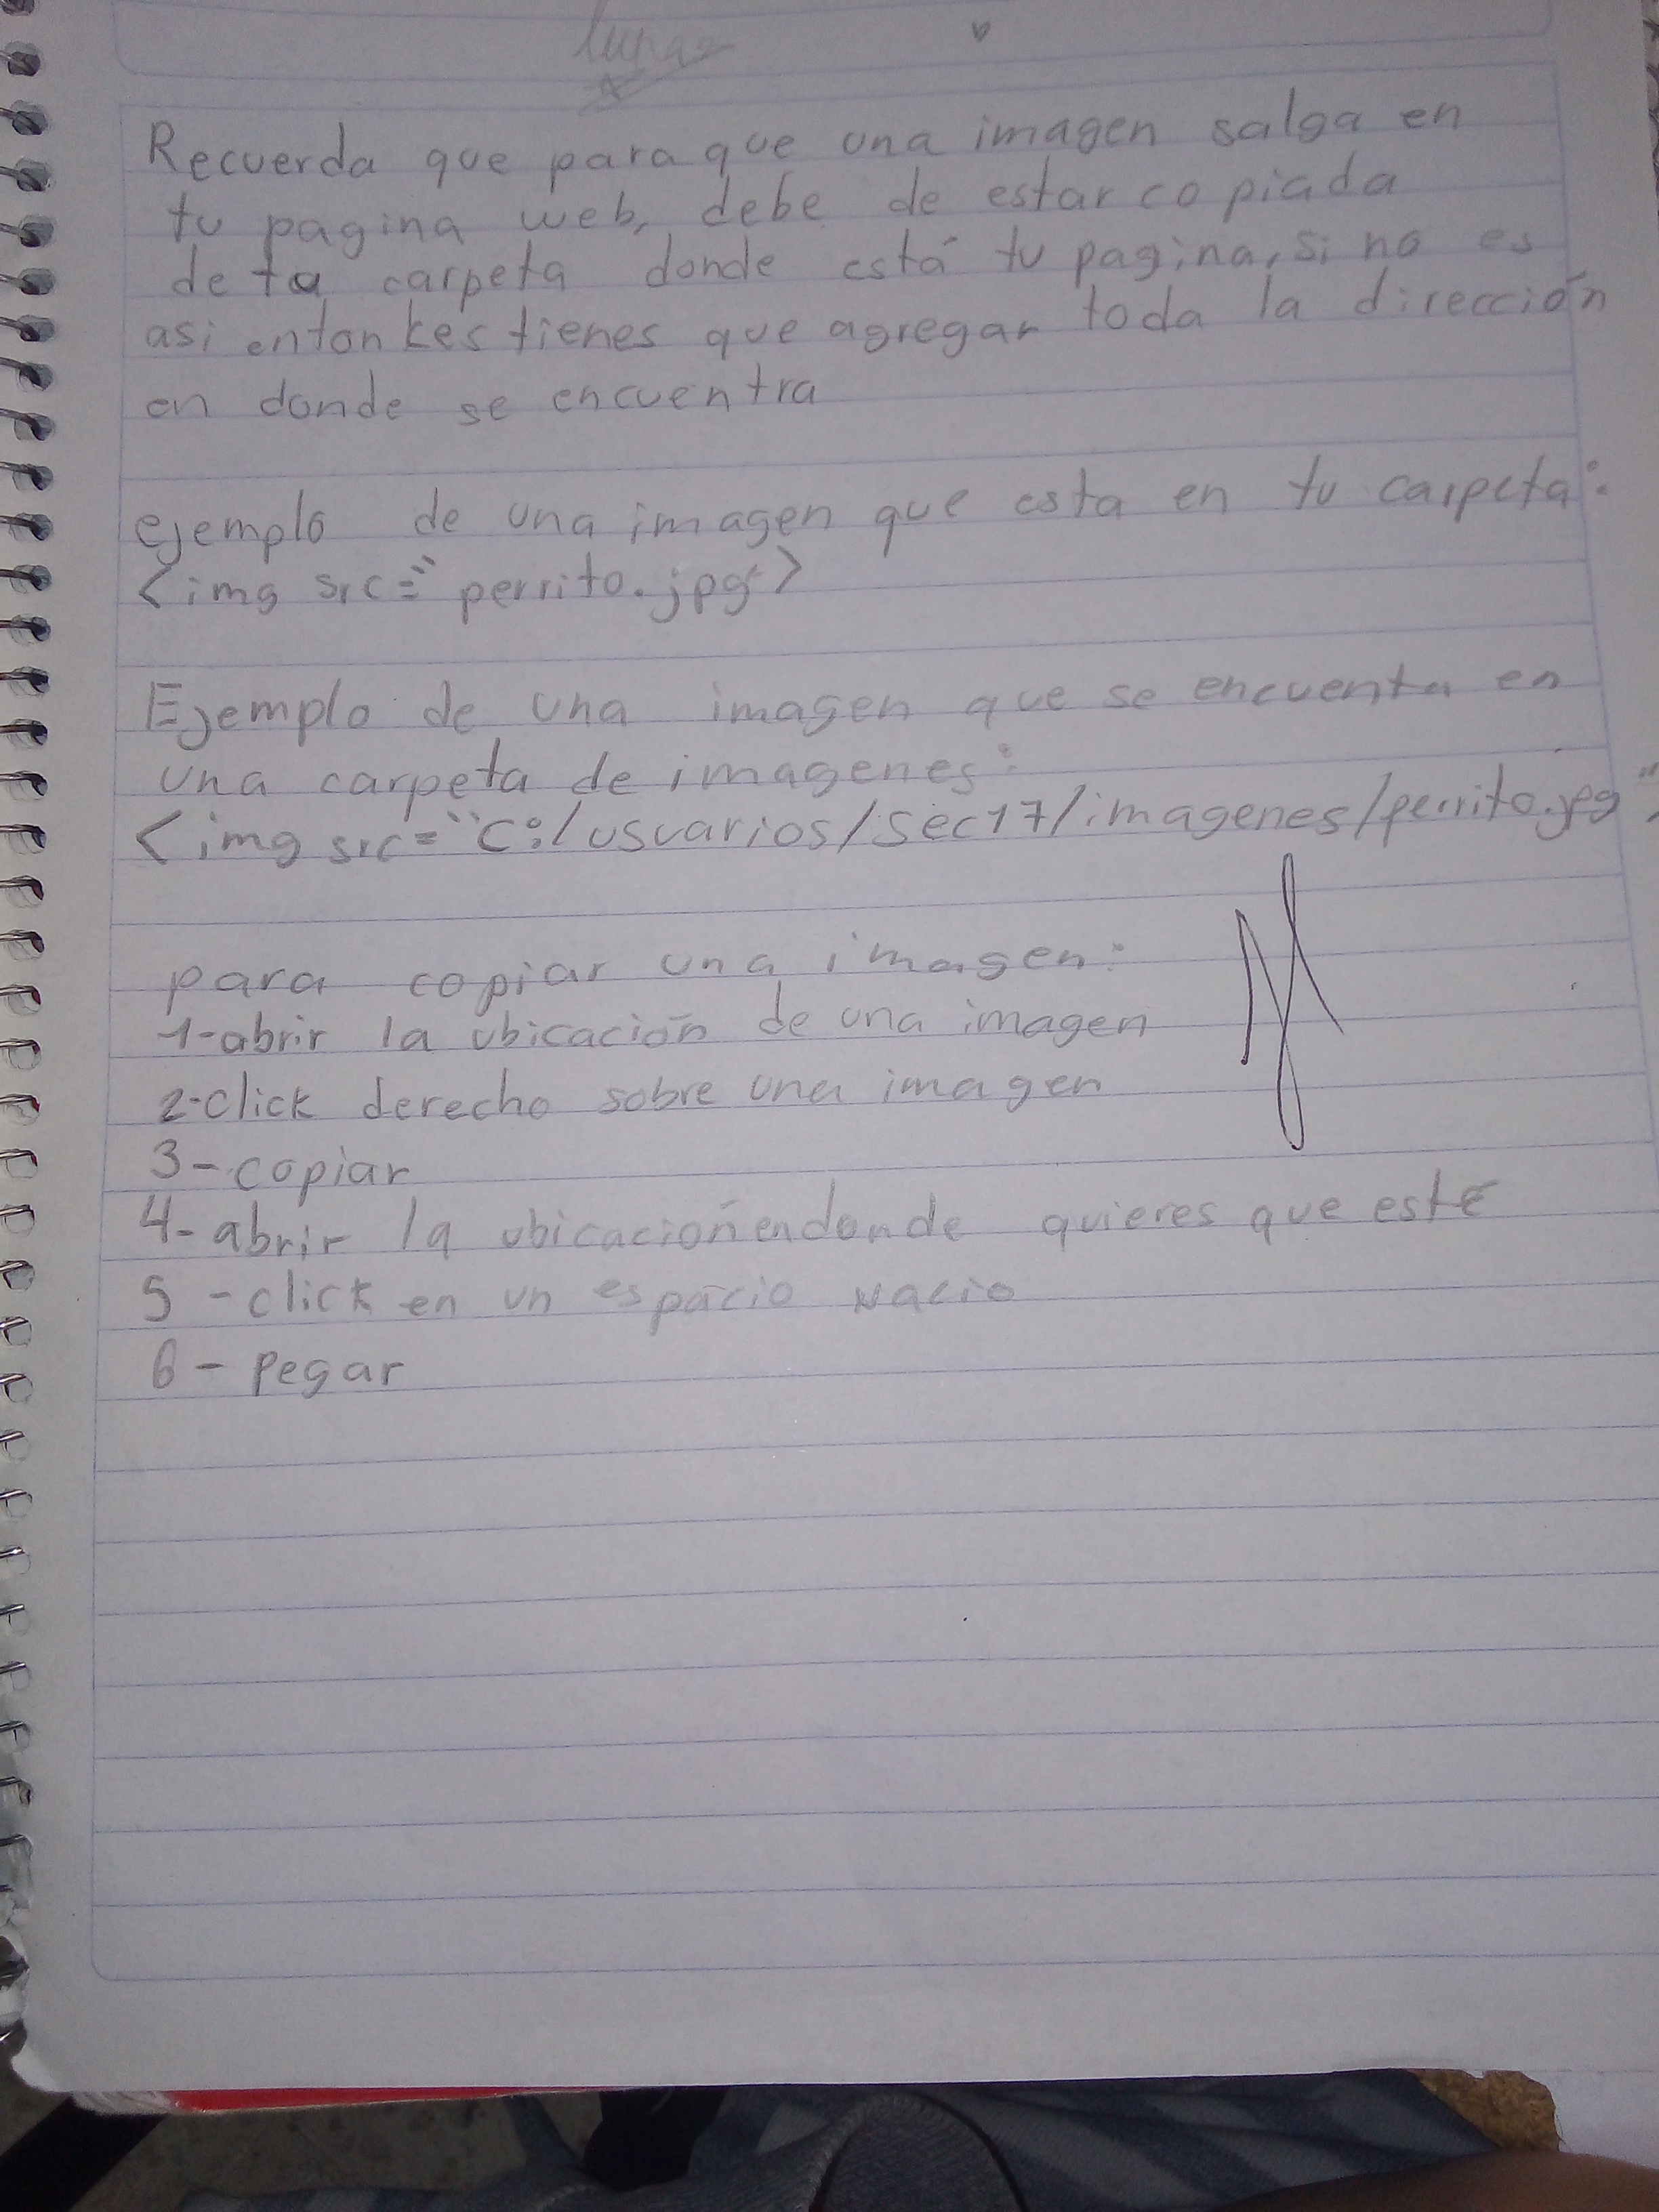 Recuerda que para que una imagen salga en
tu pagina web, debe de estar copiada
de ta carpeta donde está tu pagina, si no es
asi entonkes tienes que agregar toda la dirección
en donde se encuentra
ejemplo de una imagen que esta en tu carpeta:
<img src="perrito.jpg">
Ejemplo de una imagen que se encuenta en
una carpeta de imagenes:
<img src="C:/usuarios/sec17/imagenes/perrito.jpg">
para copiar una imagen:
1-abrir la ubicación de una imagen
2-click derecho sobre una imagen
3-copiar
4-abrir la ubicación endonde quieres que esté
5-click en un espacio vacio
6-pegar